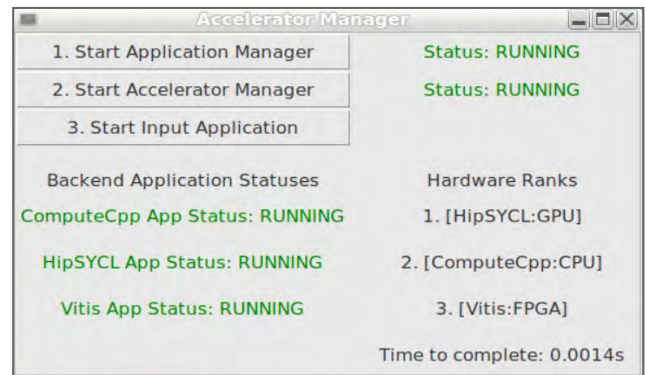 Accelerator Manager
1. Start Application Manager Status: RUNNING
2. Start Accelerator Manager Status: RUNNING
3. Start Input Application
Backend Application Statuses Hardware Ranks
ComputeCpp App Status: RUNNING 1. [HipSYCL:GPU]
HipSYCL App Status: RUNNING 2. [ComputeCpp:CPU]
Vitis App Status: RUNNING 3. [Vitis:FPGA]
Time to complete: 0.0014s